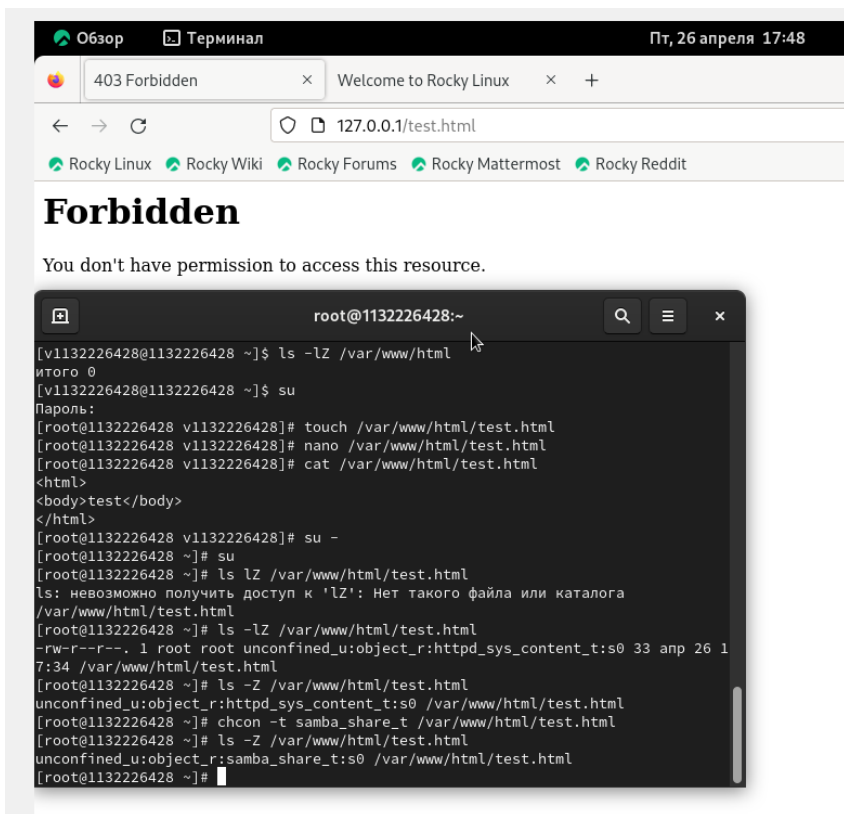 Обзор Терминал Пт, 26 апреля 17:48
403 Forbidden × Welcome to Rocky Linux × +
127.0.0.1/test.html
Rocky Linux Rocky Wiki Rocky Forums Rocky Mattermost Rocky Reddit
Forbidden
You don't have permission to access this resource.
root@1132226428:~
[v1132226428@1132226428 ~]$ ls -lZ /var/www/html
итого 0
[v1132226428@1132226428 ~]$ su
Пароль:
[root@1132226428 v1132226428]# touch /var/www/html/test.html
[root@1132226428 v1132226428]# nano /var/www/html/test.html
[root@1132226428 v1132226428]# cat /var/www/html/test.html
<html>
<body>test</body>
</html>
[root@1132226428 v1132226428]# su -
[root@1132226428 ~]# su
[root@1132226428 ~]# ls lZ /var/www/html/test.html
ls: невозможно получить доступ к 'lZ': Нет такого файла или каталога
/var/www/html/test.html
[root@1132226428 ~]# ls -lZ /var/www/html/test.html
-rw-r--r--. 1 root root unconfined_u:object_r:httpd_sys_content_t:s0 33 апр 26 1
7:34 /var/www/html/test.html
[root@1132226428 ~]# ls -Z /var/www/html/test.html
unconfined_u:object_r:httpd_sys_content_t:s0 /var/www/html/test.html
[root@1132226428 ~]# chcon -t samba_share_t /var/www/html/test.html
[root@1132226428 ~]# ls -Z /var/www/html/test.html
unconfined_u:object_r:samba_share_t:s0 /var/www/html/test.html
[root@1132226428 ~]#